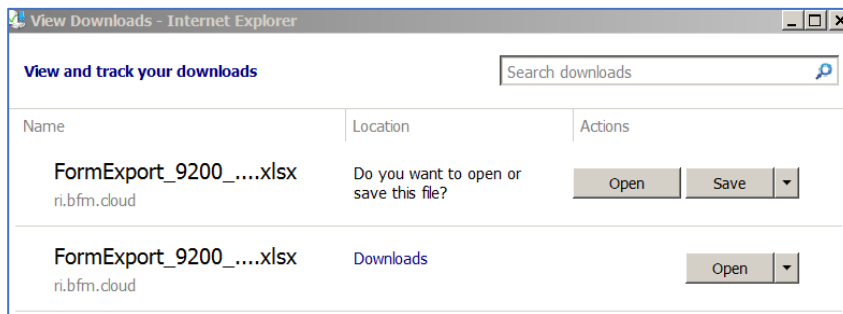 View Downloads - Internet Explorer
View and track your downloads
Search downloads
Name Location Actions
FormExport_9200_....xlsx
ri.bfm.cloud
Do you want to open or
save this file?
Open Save
FormExport_9200_....xlsx
ri.bfm.cloud
Downloads
Open